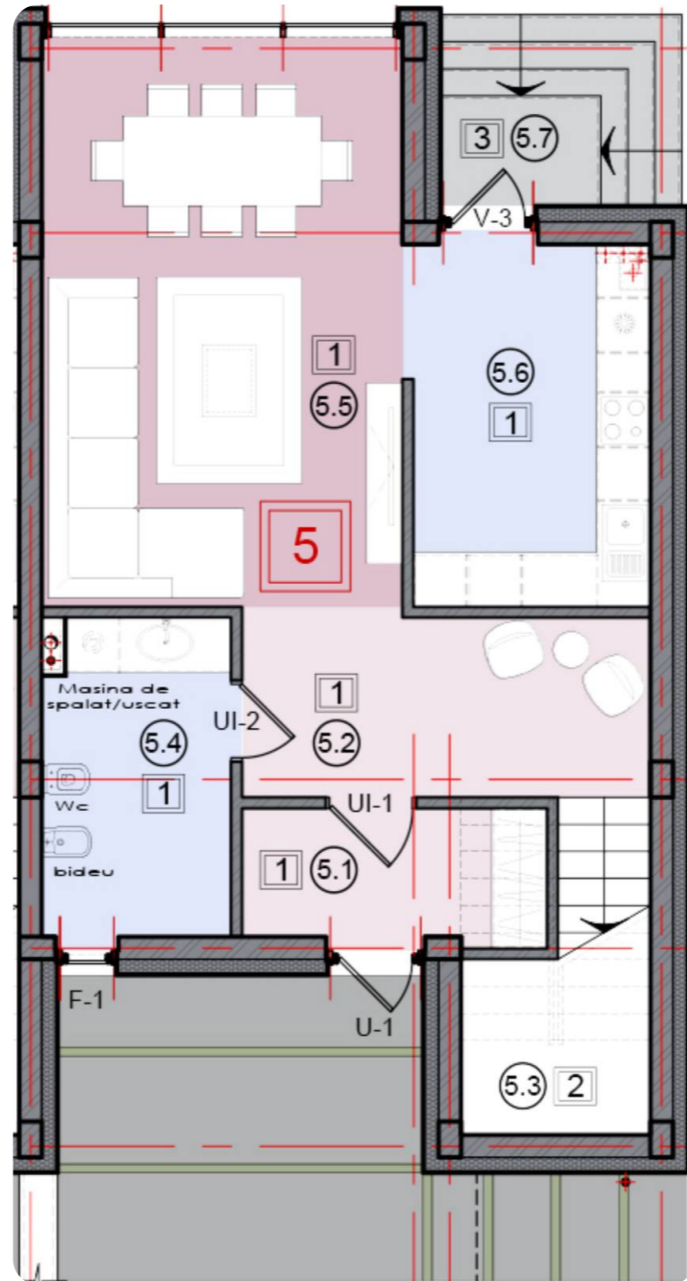 3 5.7
V-3
1
5.5
5.6
1
5
Masina de
spalat/uscat
UI-2
1
5.2
5.4
1
Wc
UI-1
bideu
1 5.1
F-1
U-1
5.3 2